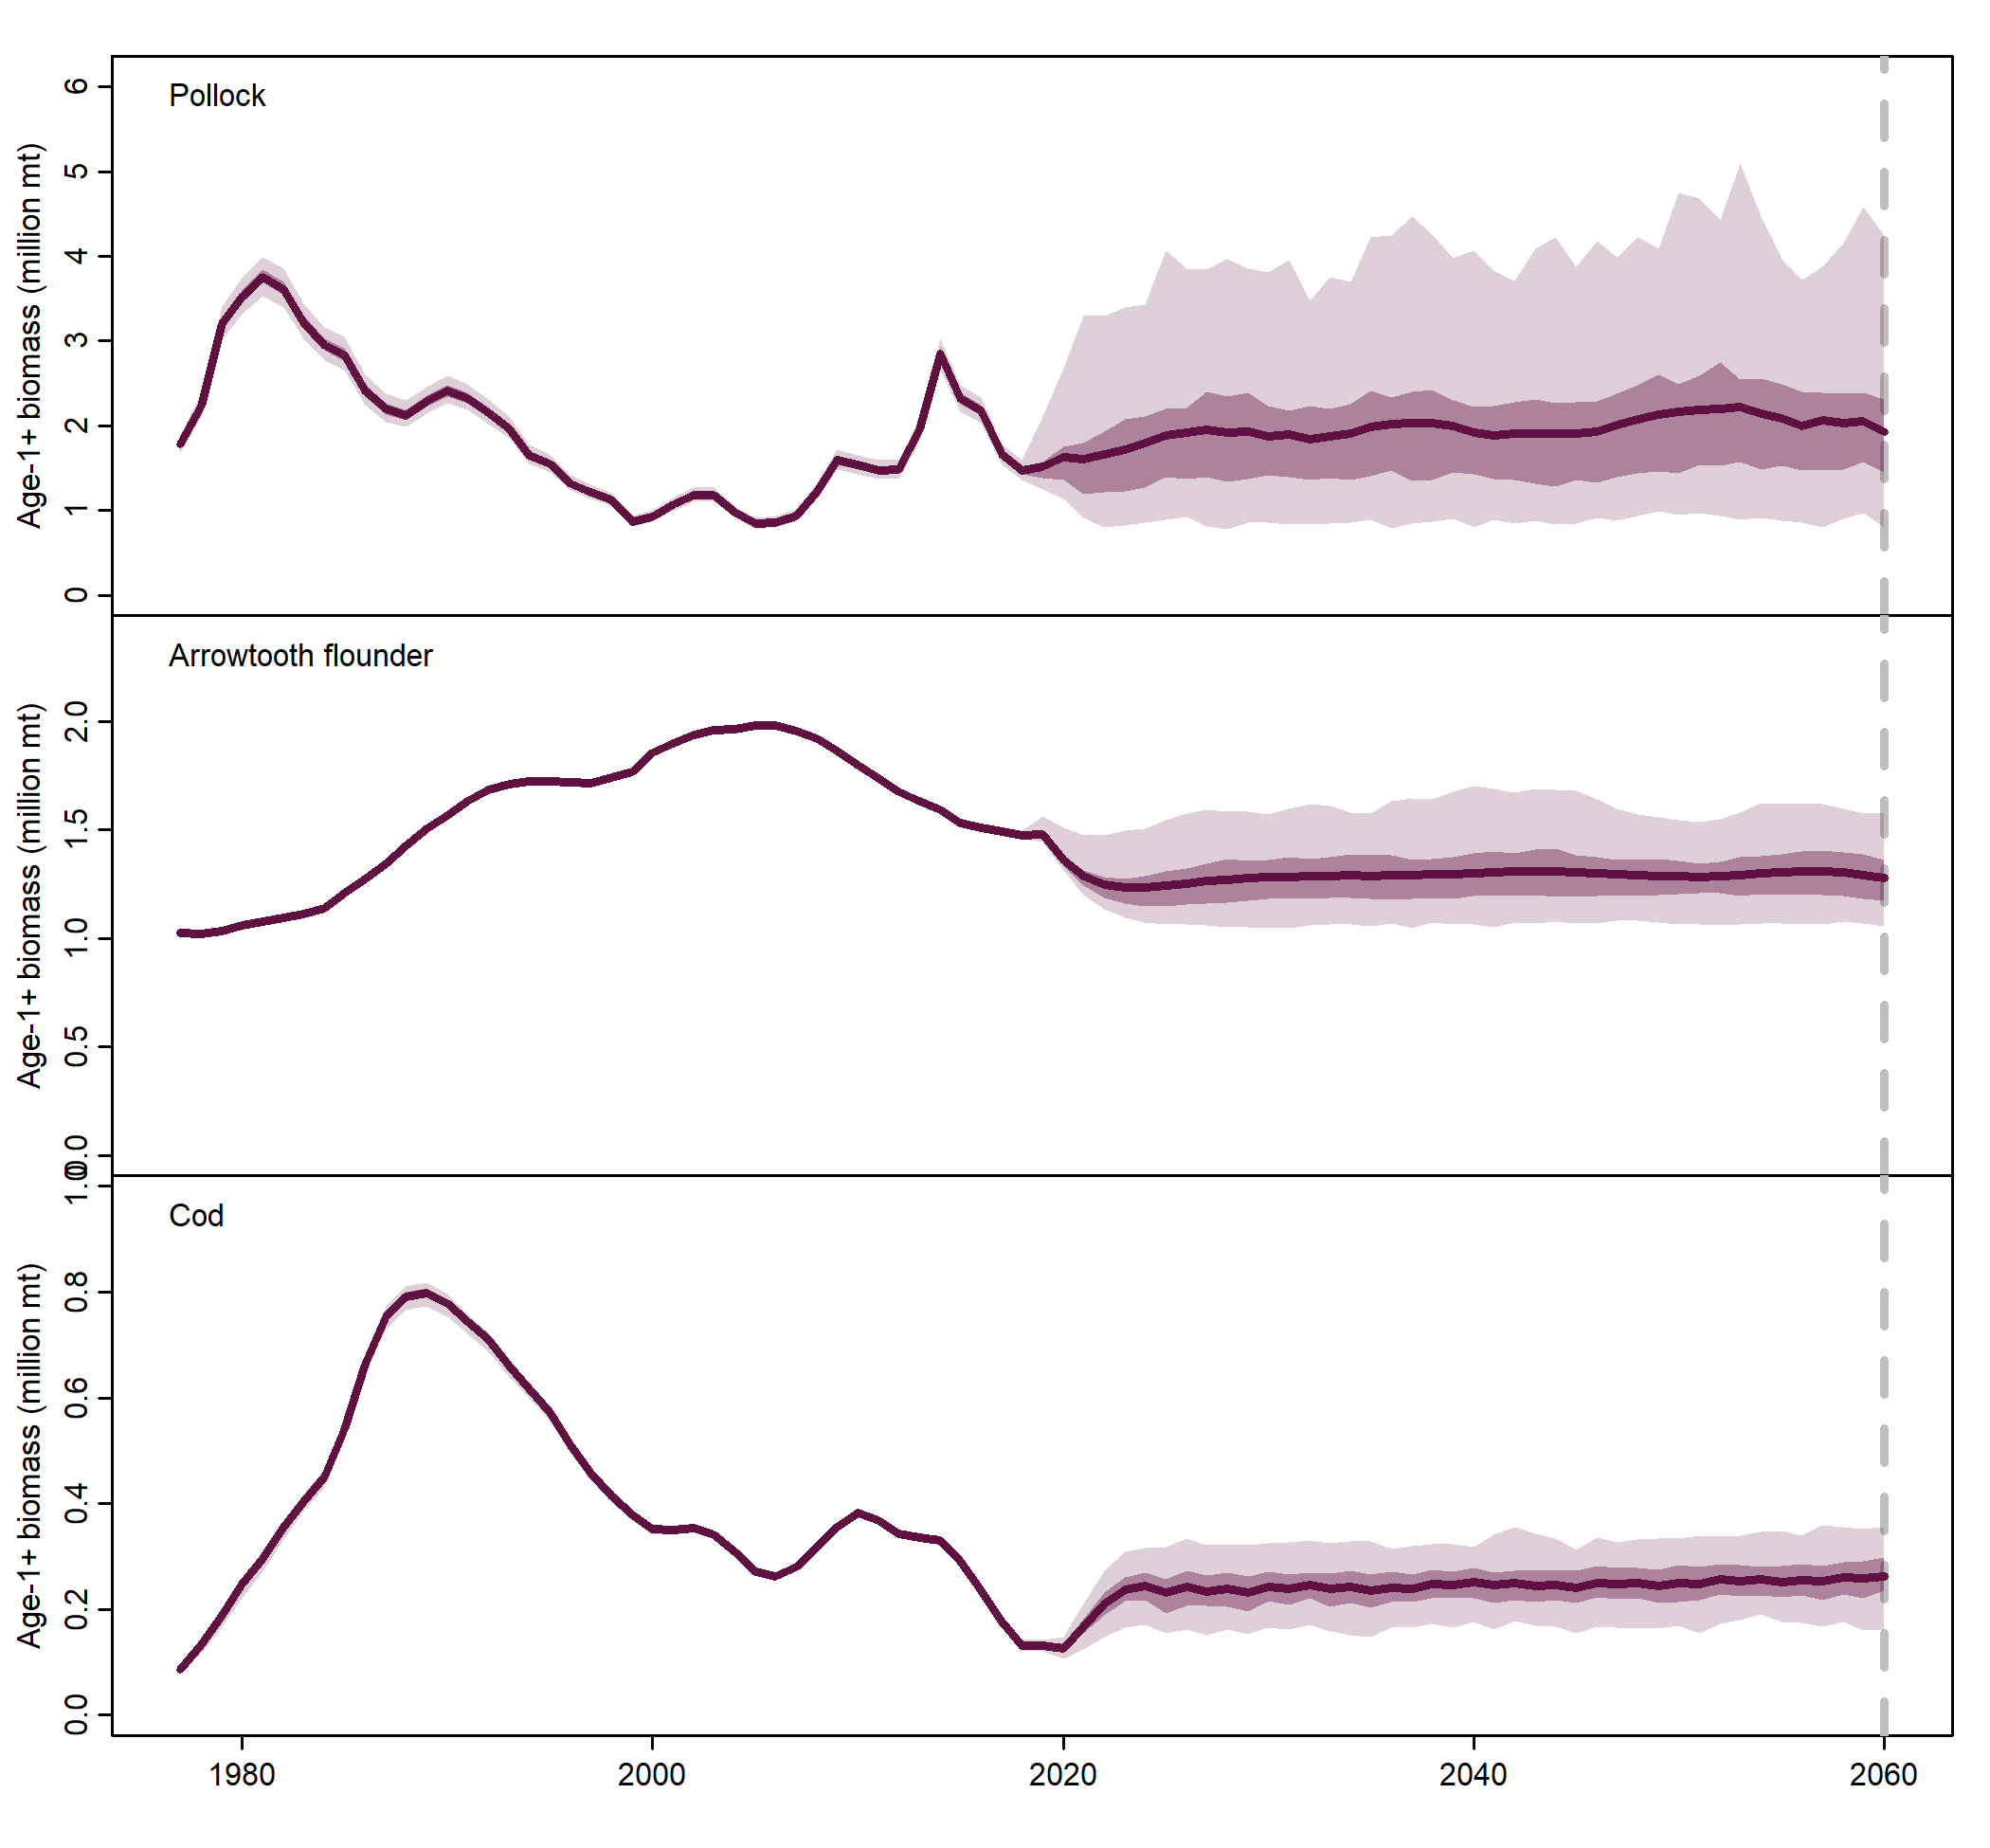 Pollock
Age-1+ biomass (million mt)
6
5
4
3
2
1
0
Arrowtooth flounder
Age-1+ biomass (million mt)
2.0
1.5
1.0
0.5
0.0
Cod
Age-1+ biomass (million mt)
1.0
0.8
0.6
0.4
0.2
0.0
1980 2000 2020 2040 2060